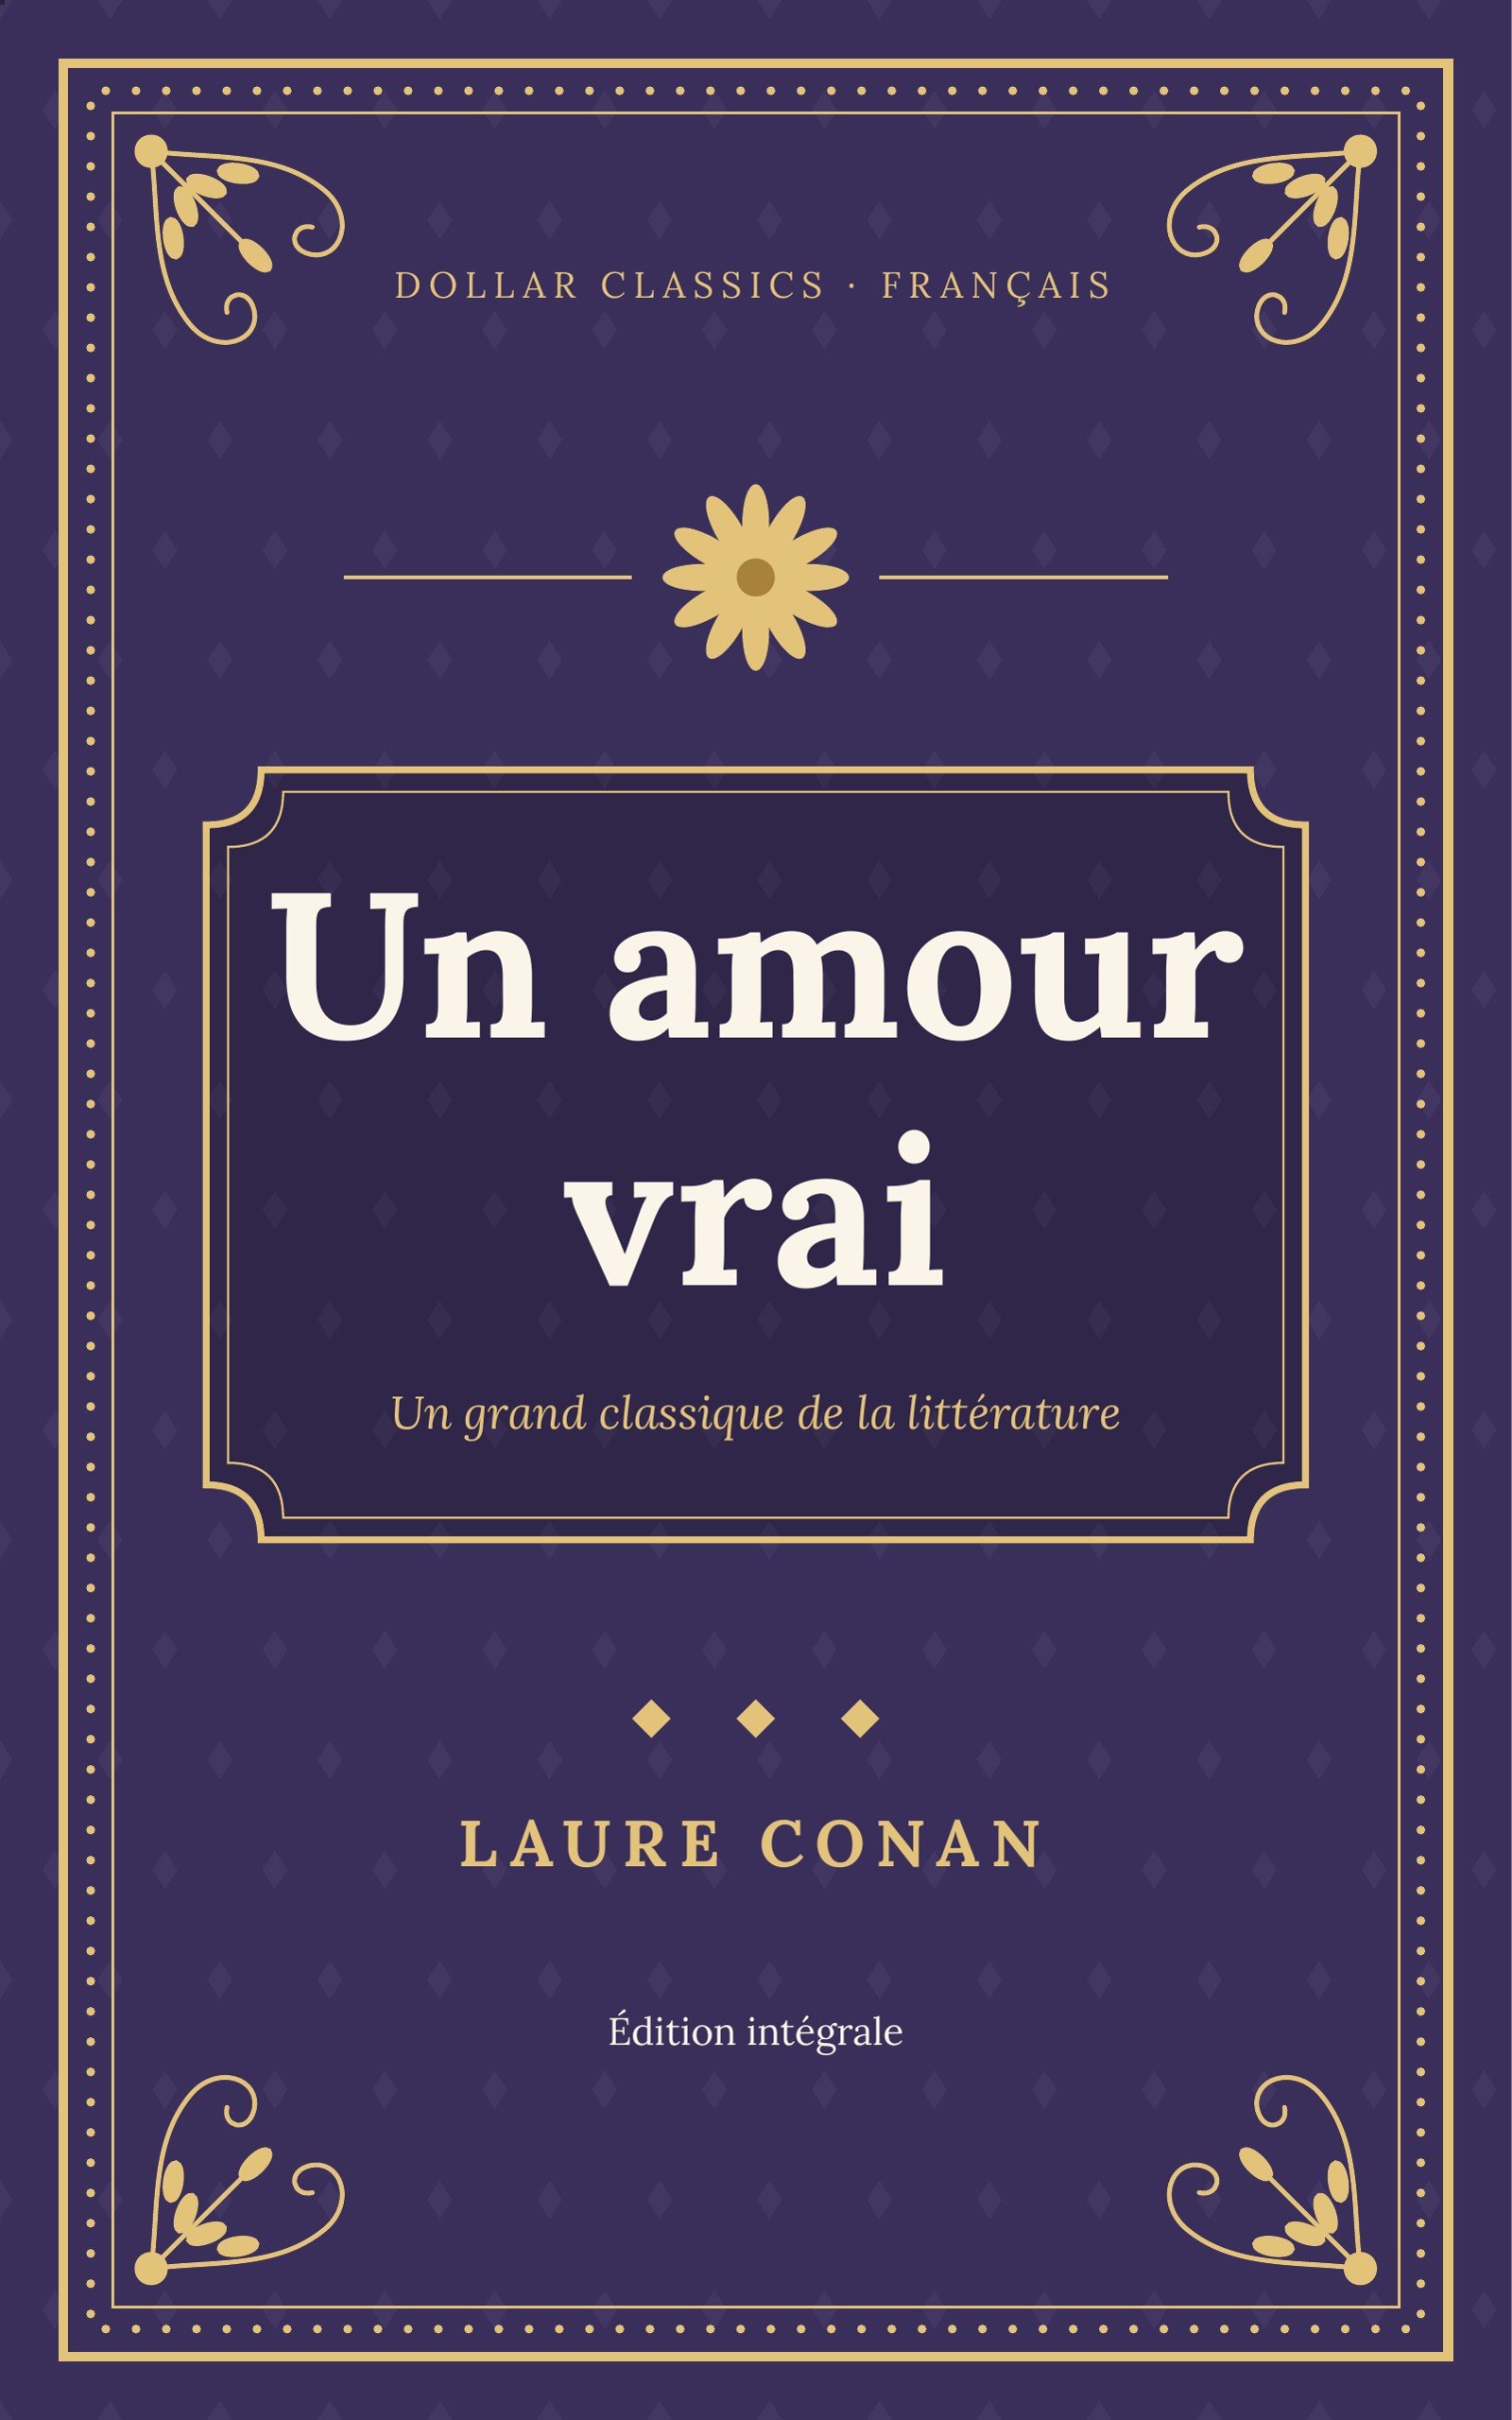 DOLLAR CLASSICS · FRANÇAIS
Un amour
vrai
Un grand classique de la littérature
LAURE CONAN
Édition intégrale